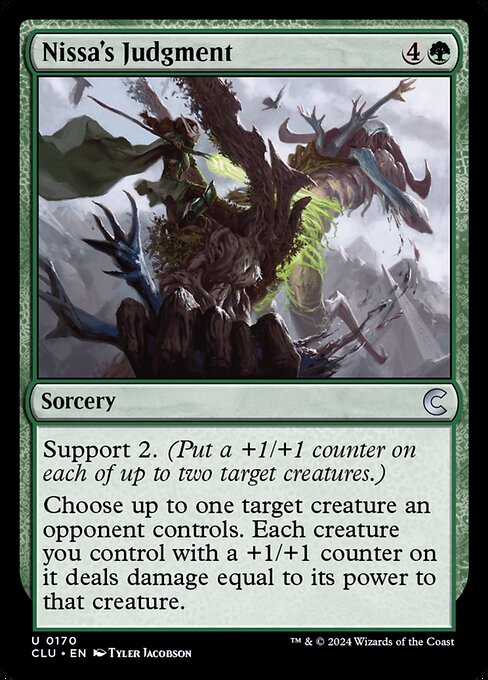 Nissa's Judgment 4
Sorcery
Support 2. (Put a +1/+1 counter on
each of up to two target creatures.)
Choose up to one target creature an
opponent controls. Each creature
you control with a +1/+1 counter on
it deals damage equal to its power to
that creature.
U 0170
™ & © 2024 Wizards of the Coast
CLU • EN Tyler Jacobson